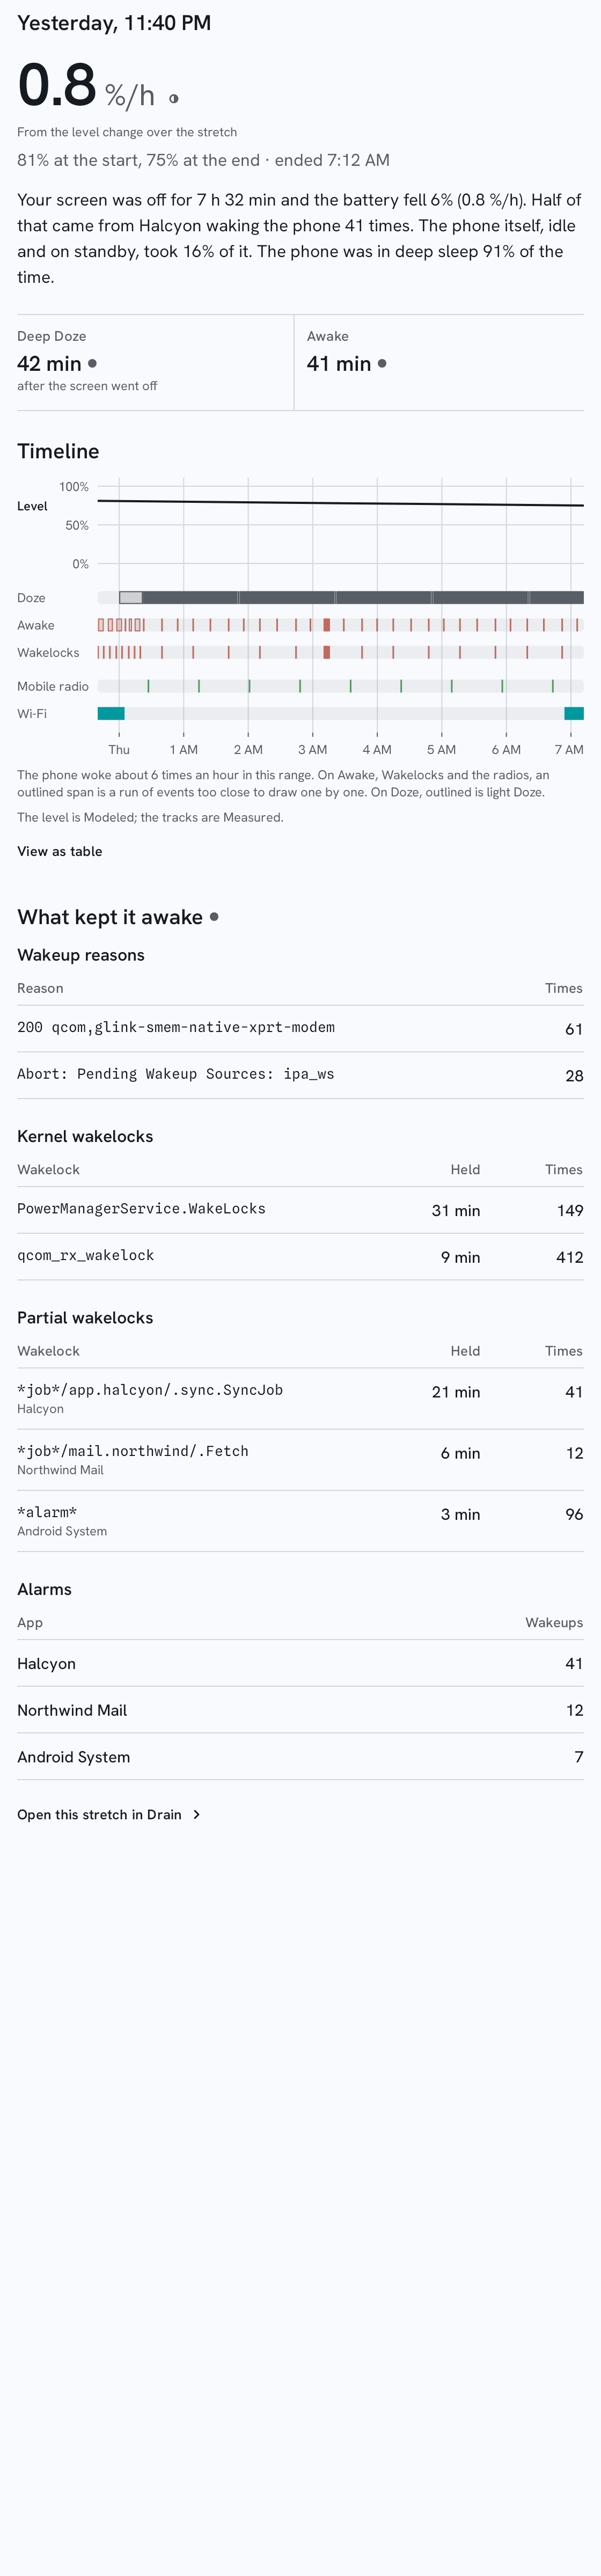 Yesterday, 11:40 PM
0.8 %/h
From the level change over the stretch
81% at the start, 75% at the end · ended 7:12 AM
Your screen was off for 7 h 32 min and the battery fell 6% (0.8 %/h). Half of
that came from Halcyon waking the phone 41 times. The phone itself, idle
and on standby, took 16% of it. The phone was in deep sleep 91% of the
time.
Deep Doze
42 min
after the screen went off
Awake
41 min
Timeline
100%
Level
50%
0%
Doze
Awake
Wakelocks
Mobile radio
Wi-Fi
Thu 1 AM 2 AM 3 AM 4 AM 5 AM 6 AM 7 AM
The phone woke about 6 times an hour in this range. On Awake, Wakelocks and the radios, an
outlined span is a run of events too close to draw one by one. On Doze, outlined is light Doze.
The level is Modeled; the tracks are Measured.
View as table
What kept it awake
Wakeup reasons
Reason Times
200 qcom,glink-smem-native-xprt-modem 61
Abort: Pending Wakeup Sources: ipa_ws 28
Kernel wakelocks
Wakelock Held Times
PowerManagerService.WakeLocks 31 min 149
qcom_rx_wakelock 9 min 412
Partial wakelocks
Wakelock Held Times
*job*/app.halcyon/.sync.SyncJob 21 min 41
Halcyon
*job*/mail.northwind/.Fetch 6 min 12
Northwind Mail
*alarm* 3 min 96
Android System
Alarms
App Wakeups
Halcyon 41
Northwind Mail 12
Android System 7
Open this stretch in Drain